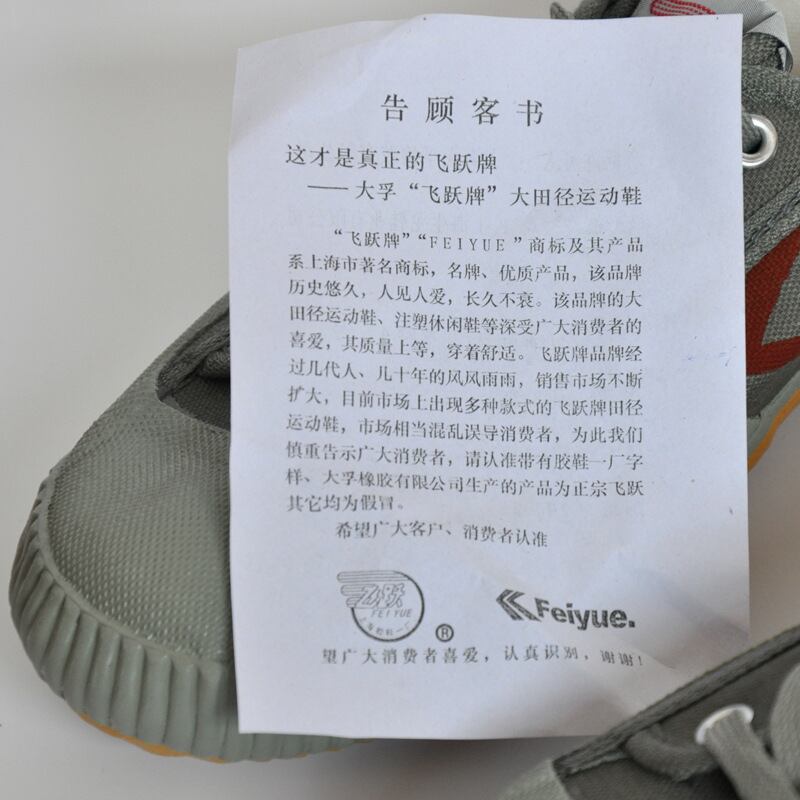 告顾客书
这才是真正的飞跃牌
——大孚“飞跃牌”大田径运动鞋
“飞跃牌”“FEIYUE”商标及其产品
系上海市著名商标，名牌、优质产品，该品牌
历史悠久，人见人爱，长久不衰。该品牌的大
田径运动鞋、注塑休闲鞋等深受广大消费者的
喜爱，其质量上等，穿着舒适。飞跃牌品牌经
过几代人、几十年的风风雨雨，销售市场不断
扩大，目前市场上出现多种款式的飞跃牌田径
运动鞋，市场相当混乱误导消费者，为此我们
慎重告示广大消费者，请认准带有胶鞋一厂字
样、大孚橡胶有限公司生产的产品为正宗飞跃
其它均为假冒。
希望广大客户、消费者认准
飞跃
FEI YUE
上海胶鞋一厂
®
Feiyue.
望广大消费者喜爱，认真识别，谢谢！